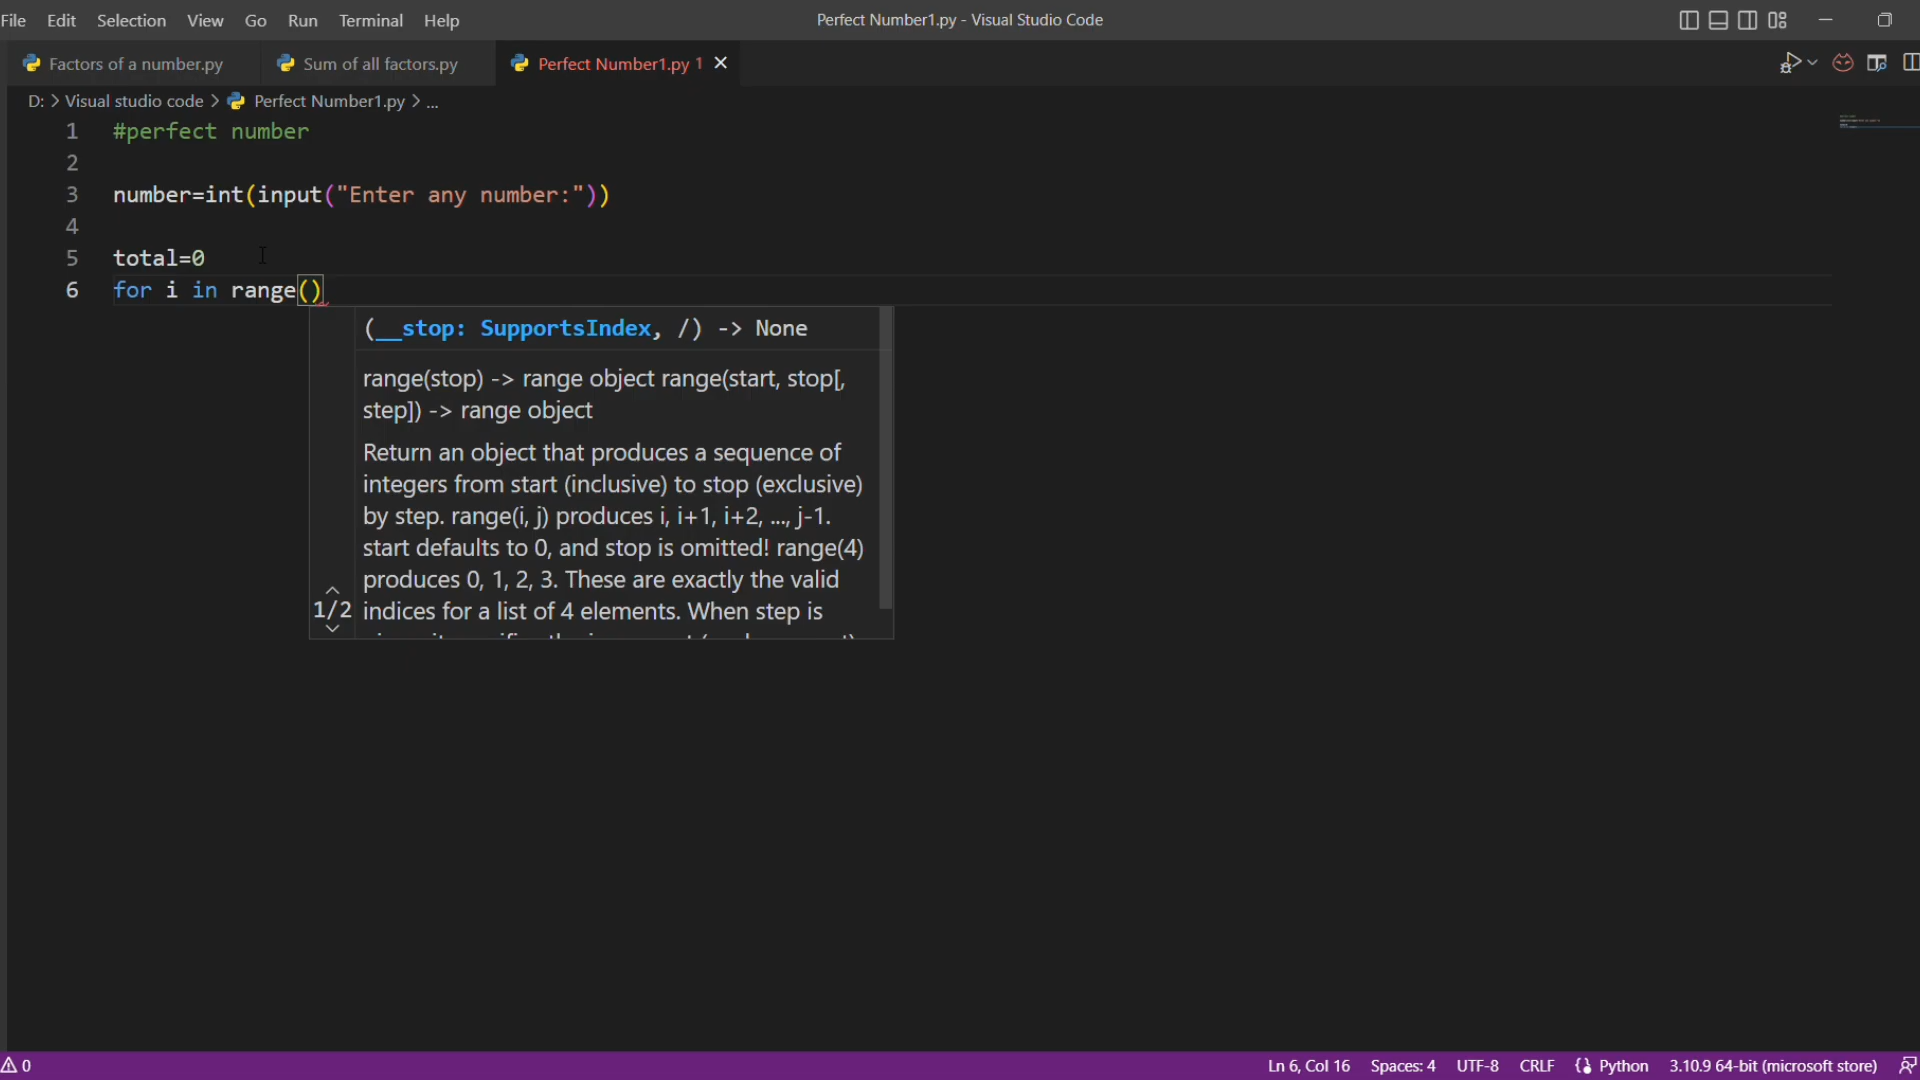 File Edit Selection View Go Run Terminal Help Perfect Number1.py - Visual Studio Code
Factors of a number.py Sum of all factors.py Perfect Number1.py 1
D: > Visual studio code > Perfect Number1.py > ...
1 #perfect number
2
3 number=int(input("Enter any number:"))
4
5 total=0
6 for i in range()
(__stop: SupportsIndex, /) -> None
range(stop) -> range object range(start, stop[,
step]) -> range object
Return an object that produces a sequence of
integers from start (inclusive) to stop (exclusive)
by step. range(i, j) produces i, i+1, i+2, ..., j-1.
start defaults to 0, and stop is omitted! range(4)
produces 0, 1, 2, 3. These are exactly the valid
1/2 indices for a list of 4 elements. When step is
0 Ln 6, Col 16 Spaces: 4 UTF-8 CRLF Python 3.10.9 64-bit (microsoft store)